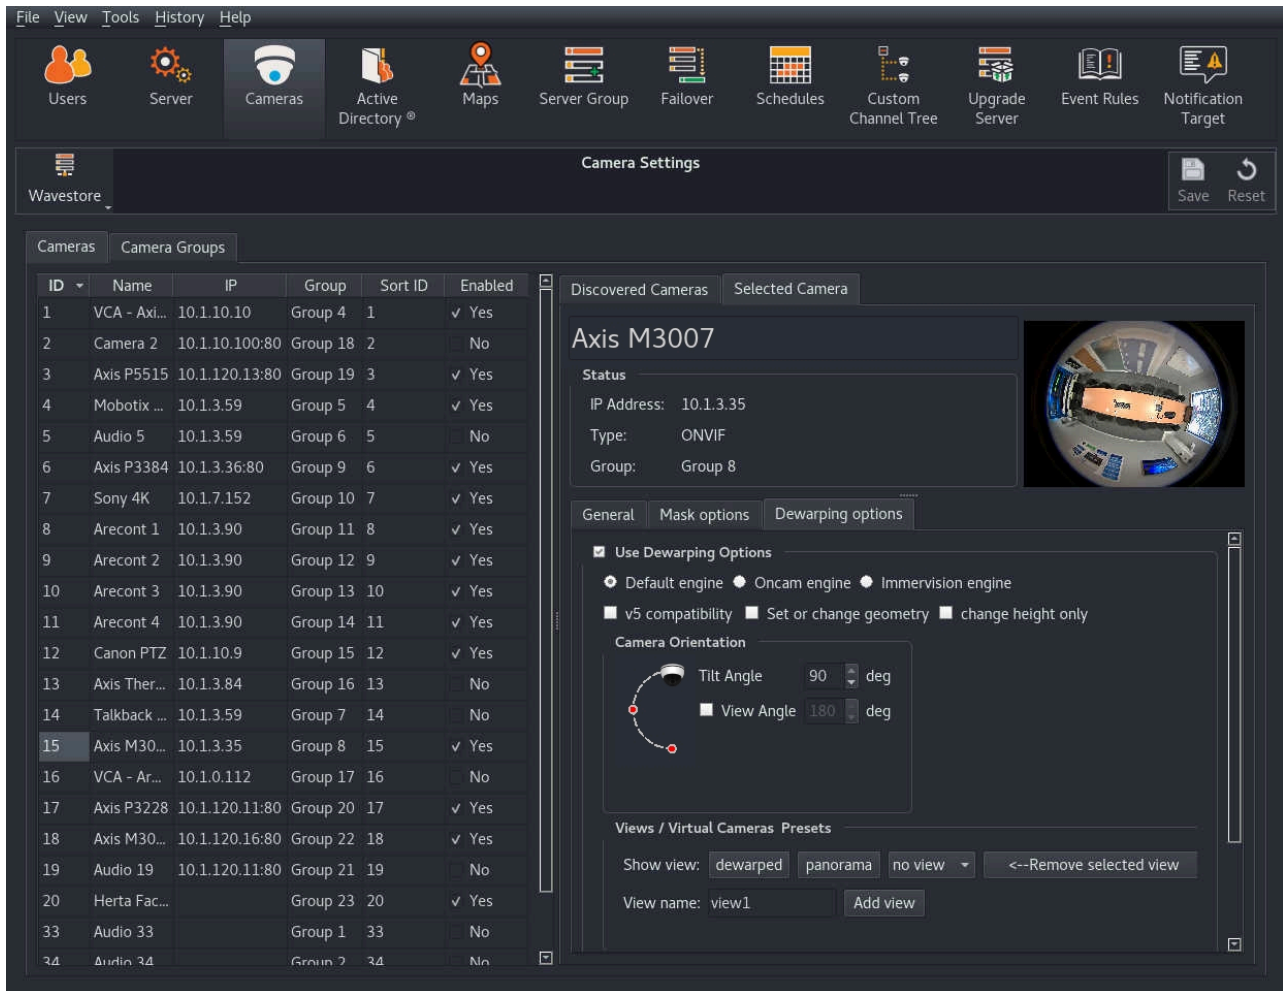 File View Tools History Help
Users Server Cameras Active Directory ® Maps Server Group Failover Schedules Custom Channel Tree Upgrade Server Event Rules Notification Target
Wavestore
Camera Settings
Save Reset
Cameras Camera Groups
ID Name IP Group Sort ID Enabled
1 VCA - Axi... 10.1.10.10 Group 4 1 Yes
2 Camera 2 10.1.10.100:80 Group 18 2 No
3 Axis P5515 10.1.120.13:80 Group 19 3 Yes
4 Mobotix ... 10.1.3.59 Group 5 4 Yes
5 Audio 5 10.1.3.59 Group 6 5 No
6 Axis P3384 10.1.3.36:80 Group 9 6 Yes
7 Sony 4K 10.1.7.152 Group 10 7 Yes
8 Arecont 1 10.1.3.90 Group 11 8 Yes
9 Arecont 2 10.1.3.90 Group 12 9 Yes
10 Arecont 3 10.1.3.90 Group 13 10 Yes
11 Arecont 4 10.1.3.90 Group 14 11 Yes
12 Canon PTZ 10.1.10.9 Group 15 12 Yes
13 Axis Ther... 10.1.3.84 Group 16 13 No
14 Talkback ... 10.1.3.59 Group 7 14 No
15 Axis M30... 10.1.3.35 Group 8 15 Yes
16 VCA - Ar... 10.1.0.112 Group 17 16 No
17 Axis P3228 10.1.120.11:80 Group 20 17 Yes
18 Axis M30... 10.1.120.16:80 Group 22 18 Yes
19 Audio 19 10.1.120.11:80 Group 21 19 No
20 Herta Fac... Group 23 20 Yes
33 Audio 33 Group 1 33 No
34 Audio 34 Group 2 34 No
Discovered Cameras Selected Camera
Axis M3007
Status
IP Address: 10.1.3.35
Type: ONVIF
Group: Group 8
General Mask options Dewarping options
Use Dewarping Options
Default engine Oncam engine Immervision engine
v5 compatibility Set or change geometry change height only
Camera Orientation
Tilt Angle 90 deg
View Angle 180 deg
Views / Virtual Cameras Presets
Show view: dewarped panorama no view <--Remove selected view
View name: view1 Add view